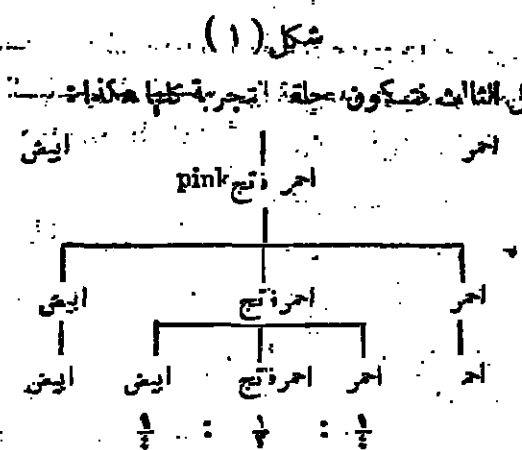 شكل (١)
الثالث فتكون حلقة التجربة كلها هكذا :ـ
احمر ابيض
احمر فاتح pink
احمر احمر فاتح ابيض
احمر احمر احمر فاتح ابيض ابيض
١/٤ : ١/٢ : ١/٤